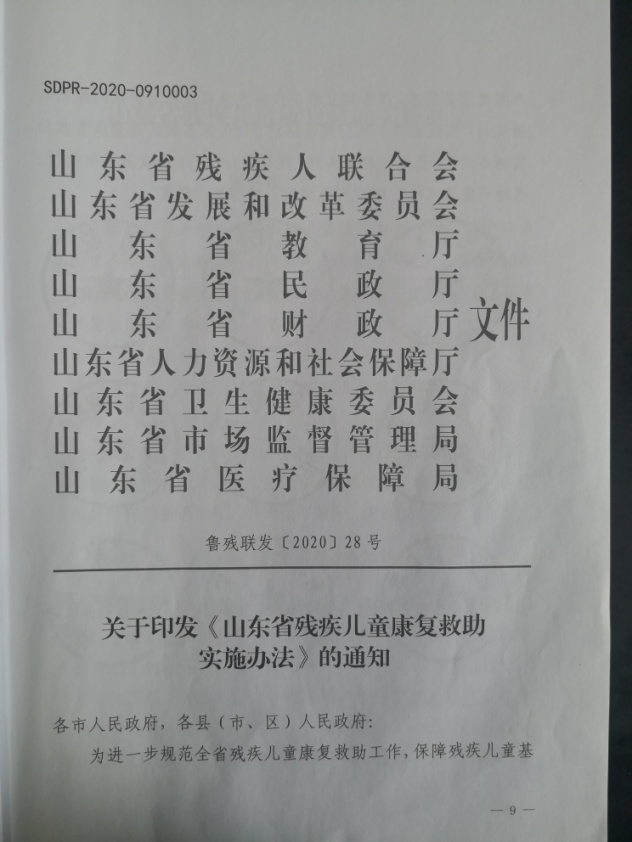 SDPR-2020-0910003
山东省残疾人联合会
山东省发展和改革委员会
山东省教育厅
山东省民政厅
山东省财政厅
文件
山东省人力资源和社会保障厅
山东省卫生健康委员会
山东省市场监督管理局
山东省医疗保障局
鲁残联发〔2020〕28号
关于印发《山东省残疾儿童康复救助
实施办法》的通知
各市人民政府，各县（市、区）人民政府：
为进一步规范全省残疾儿童康复救助工作，保障残疾儿童基
— 9 —